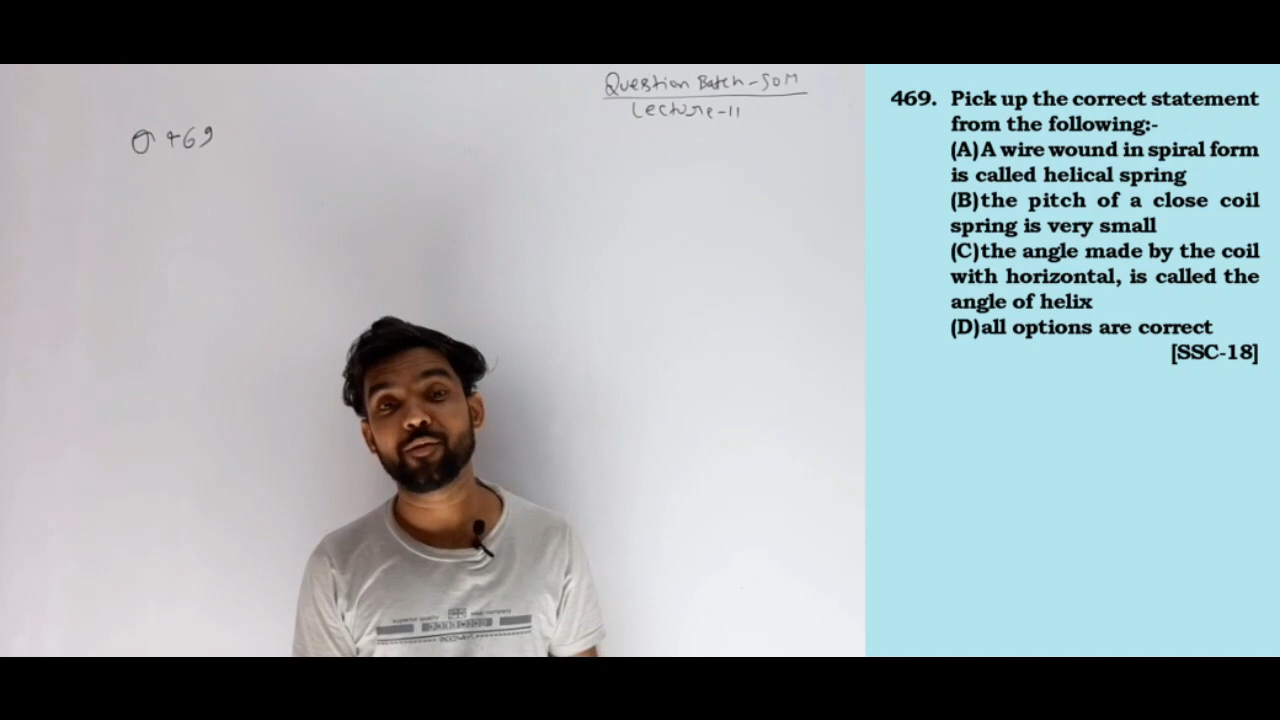 Question Batch-SOM
Lecture-11
Q 469
469. Pick up the correct statement
from the following:-
(A)A wire wound in spiral form
is called helical spring
(B)the pitch of a close coil
spring is very small
(C)the angle made by the coil
with horizontal, is called the
angle of helix
(D)all options are correct
[SSC-18]
superior quality